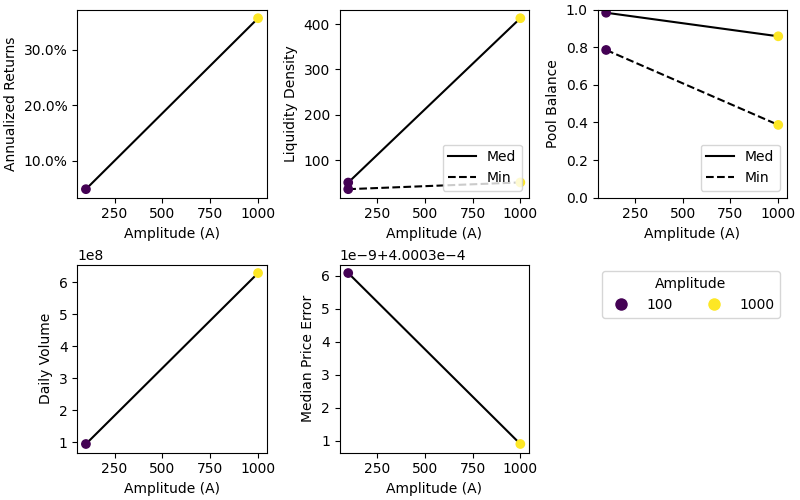 Annualized Returns
30.0%
20.0%
10.0%
250 500 750 1000
Amplitude (A)
Liquidity Density
400
300
200
100
Med
Min
250 500 750 1000
Amplitude (A)
Pool Balance
1.0
0.8
0.6
0.4
0.2
0.0
Med
Min
250 500 750 1000
Amplitude (A)
1e8
Daily Volume
6
5
4
3
2
1
250 500 750 1000
Amplitude (A)
1e-9+4.0003e-4
Median Price Error
6
5
4
3
2
1
250 500 750 1000
Amplitude (A)
Amplitude
100 1000